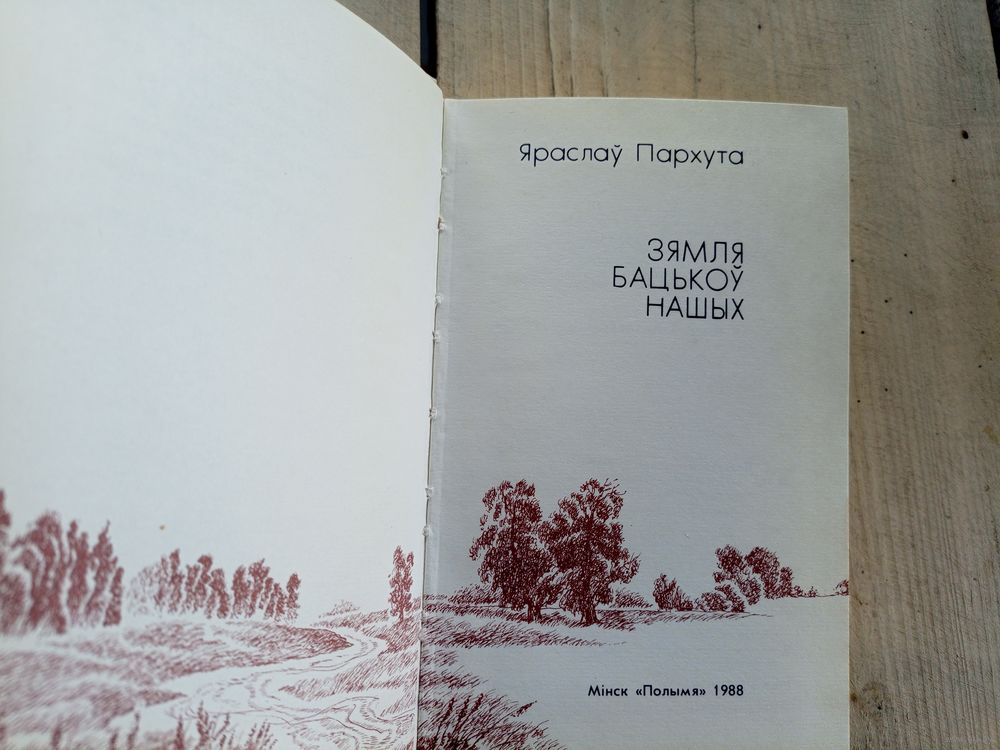 Яраслаў Пархута
ЗЯМЛЯ
БАЦЬКОЎ
НАШЫХ
Мінск «Полымя» 1988